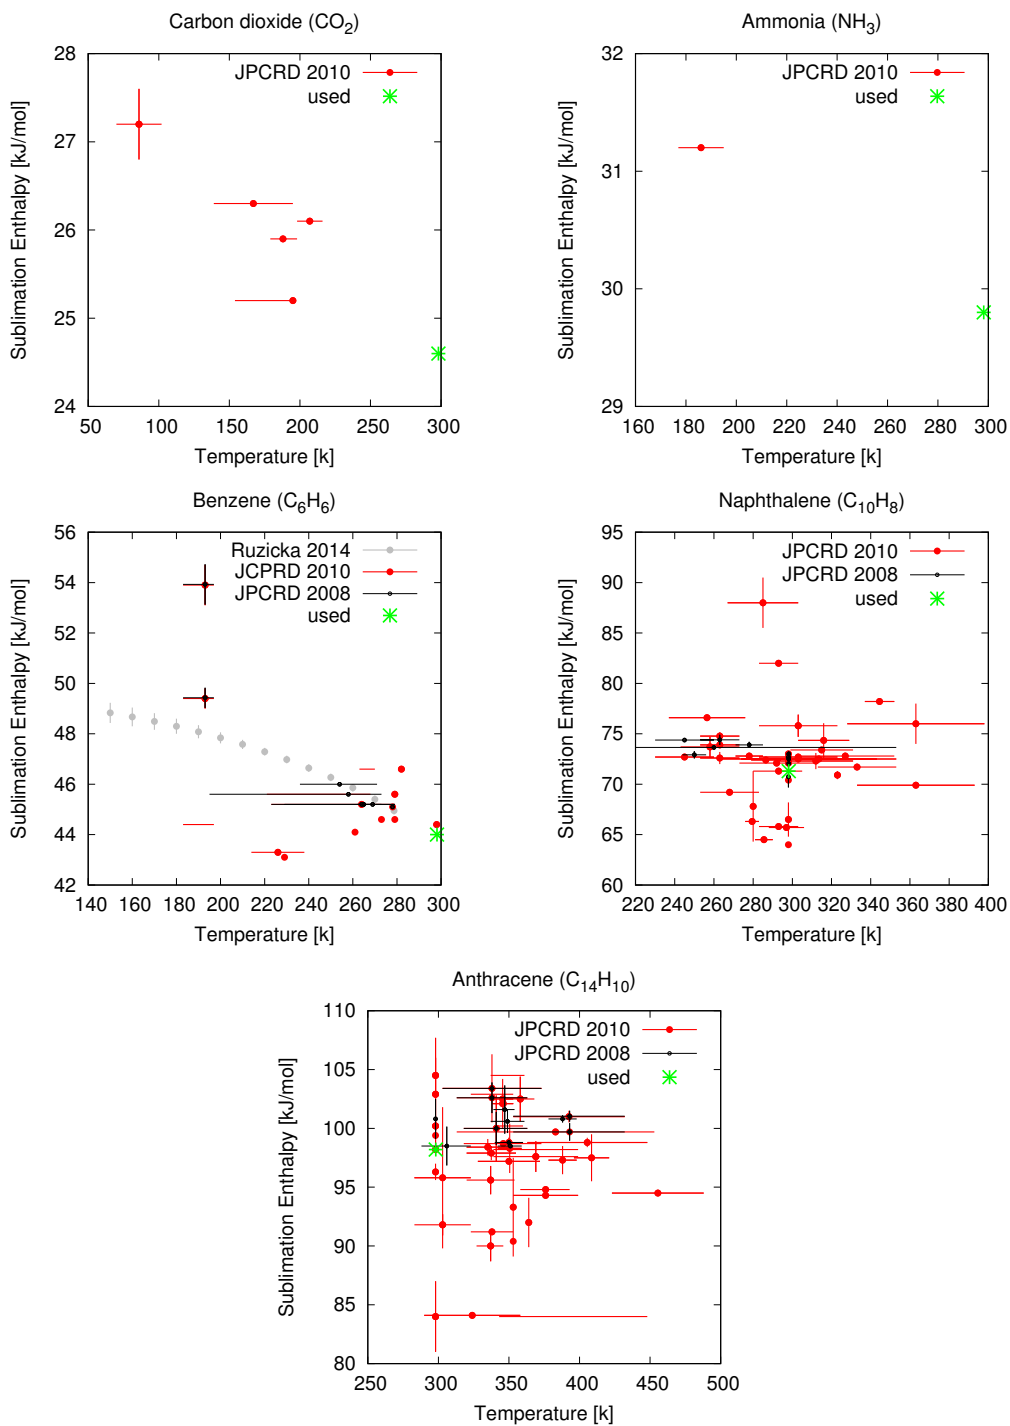 Carbon dioxide (CO2)
Sublimation Enthalpy [kJ/mol]
28
27
26
25
24
50 100 150 200 250 300
Temperature [k]
JPCRD 2010
used
Ammonia (NH3)
Sublimation Enthalpy [kJ/mol]
32
31
30
29
160 180 200 220 240 260 280 300
Temperature [k]
JPCRD 2010
used
Benzene (C6H6)
Sublimation Enthalpy [kJ/mol]
56
54
52
50
48
46
44
42
140 160 180 200 220 240 260 280 300
Temperature [k]
Ruzicka 2014
JCPRD 2010
JPCRD 2008
used
Naphthalene (C10H8)
Sublimation Enthalpy [kJ/mol]
95
90
85
80
75
70
65
60
220 240 260 280 300 320 340 360 380 400
Temperature [k]
JPCRD 2010
JPCRD 2008
used
Anthracene (C14H10)
Sublimation Enthalpy [kJ/mol]
110
105
100
95
90
85
80
250 300 350 400 450 500
Temperature [k]
JPCRD 2010
JPCRD 2008
used